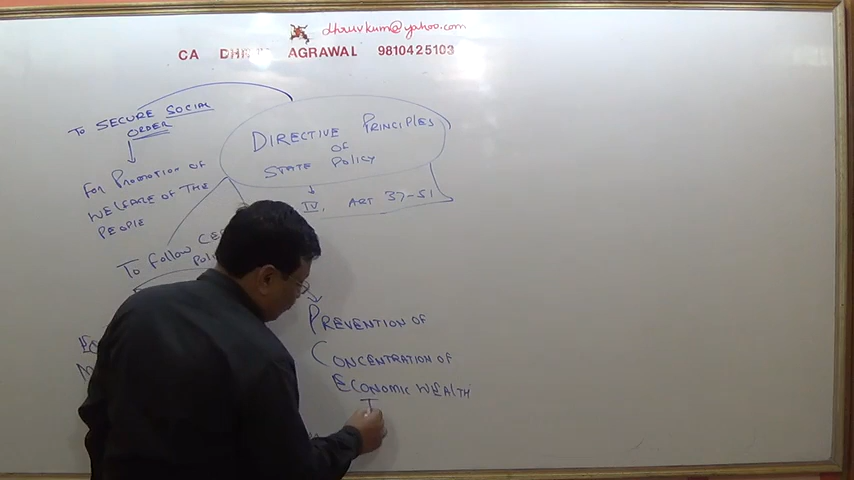 dhruvkum@yahoo.com
CA AGRAWAL 9810425103
TO SECURE SOCIAL
ORDER
FOR PROMOTION OF
WELFARE OF THE
PEOPLE
DIRECTIVE PRINCIPLES
OF
STATE POLICY
IV, ART 37-51
TO FOLLOW
PREVENTION OF
CONCENTRATION OF
ECONOMIC WEALTH
T